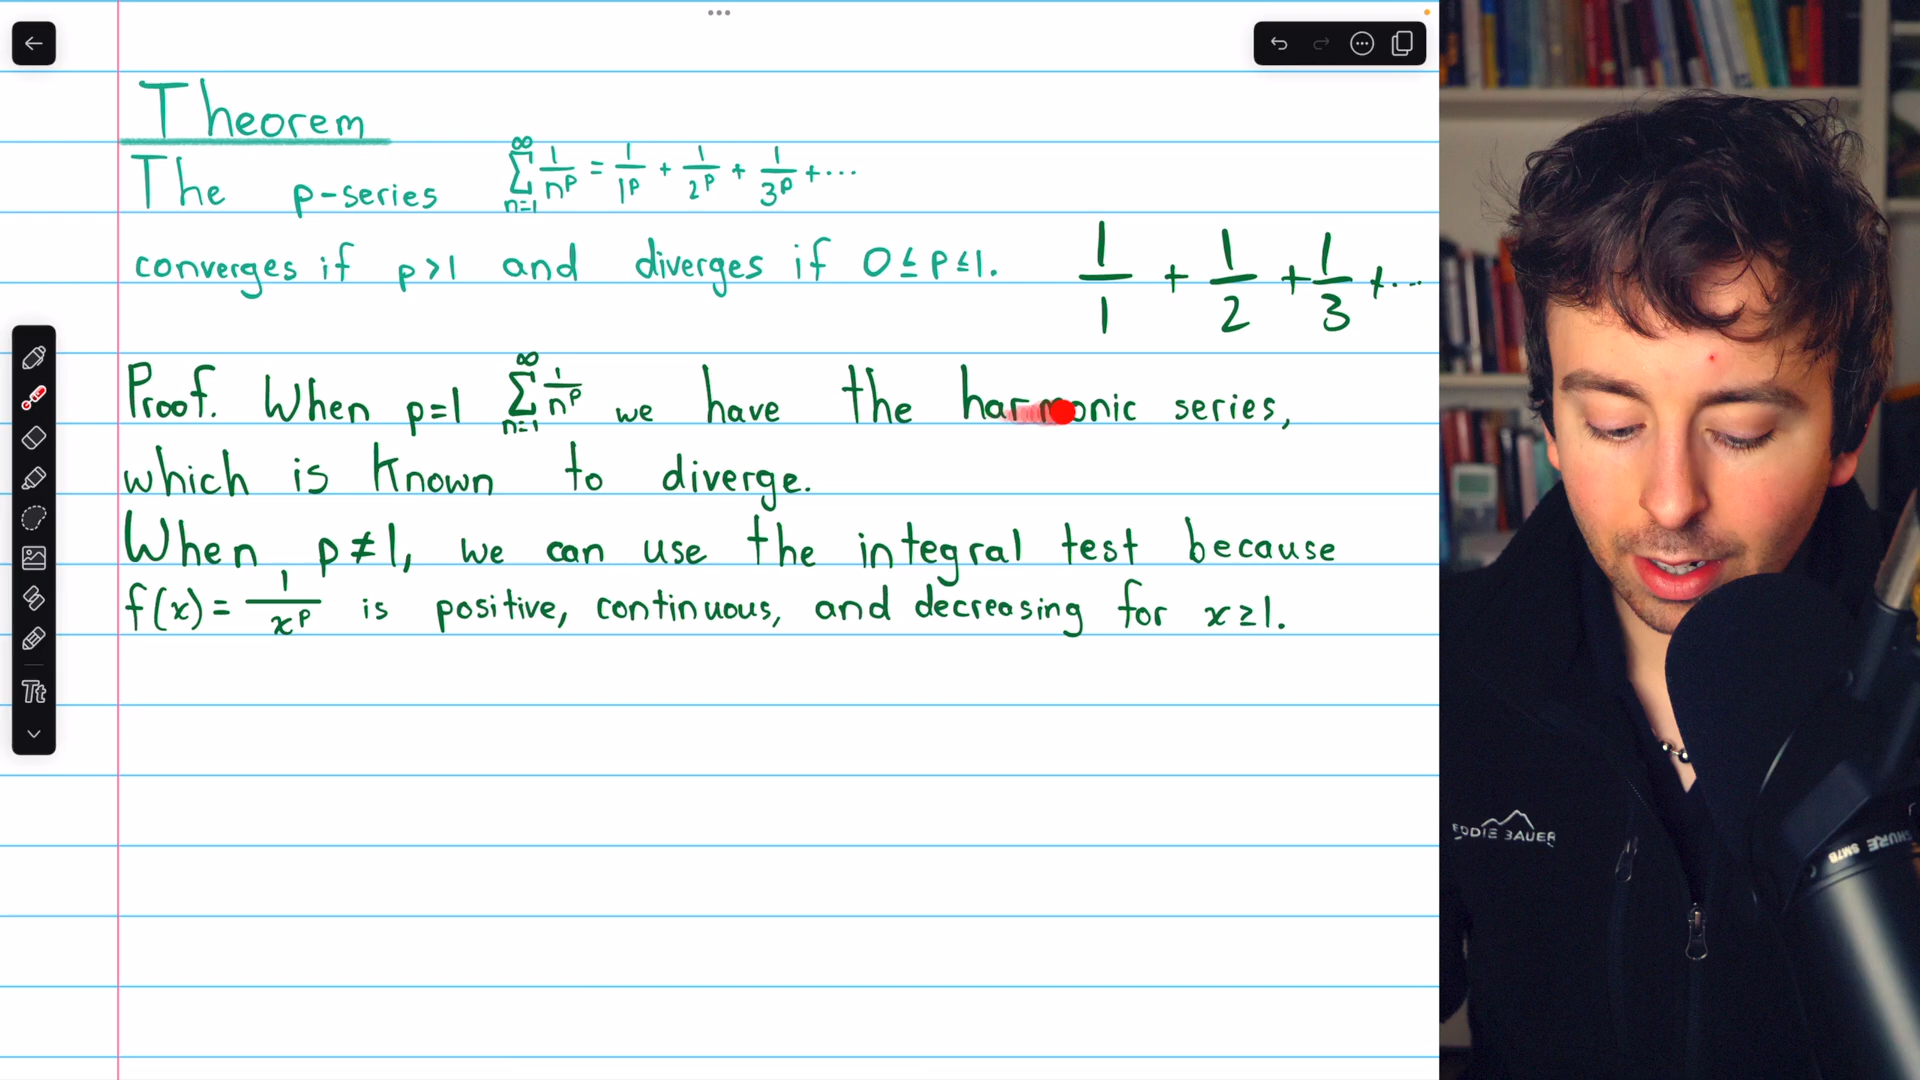 Theorem
The p-series ∑_{n=1}^{∞} 1/n^p = 1/1^p + 1/2^p + 1/3^p + ...
converges if p>1 and diverges if 0≤p≤1.
1/1 + 1/2 + 1/3 + ...
Proof. When p=1 ∑_{n=1}^{∞} 1/n^p we have the harmonic series,
which is known to diverge.
When p≠1, we can use the integral test because
f(x) = 1/x^p is positive, continuous, and decreasing for x≥1.
Tt
EDDIE BAUER
SHURE SM7B